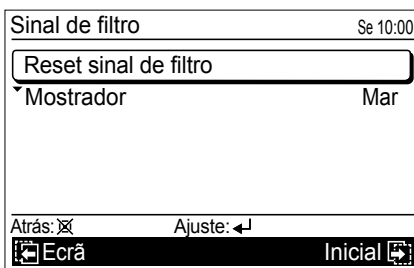 Sinal de filtro Se 10:00
Reset sinal de filtro
Mostrador Mar
Atrás: Ajuste:
Ecrã Inicial